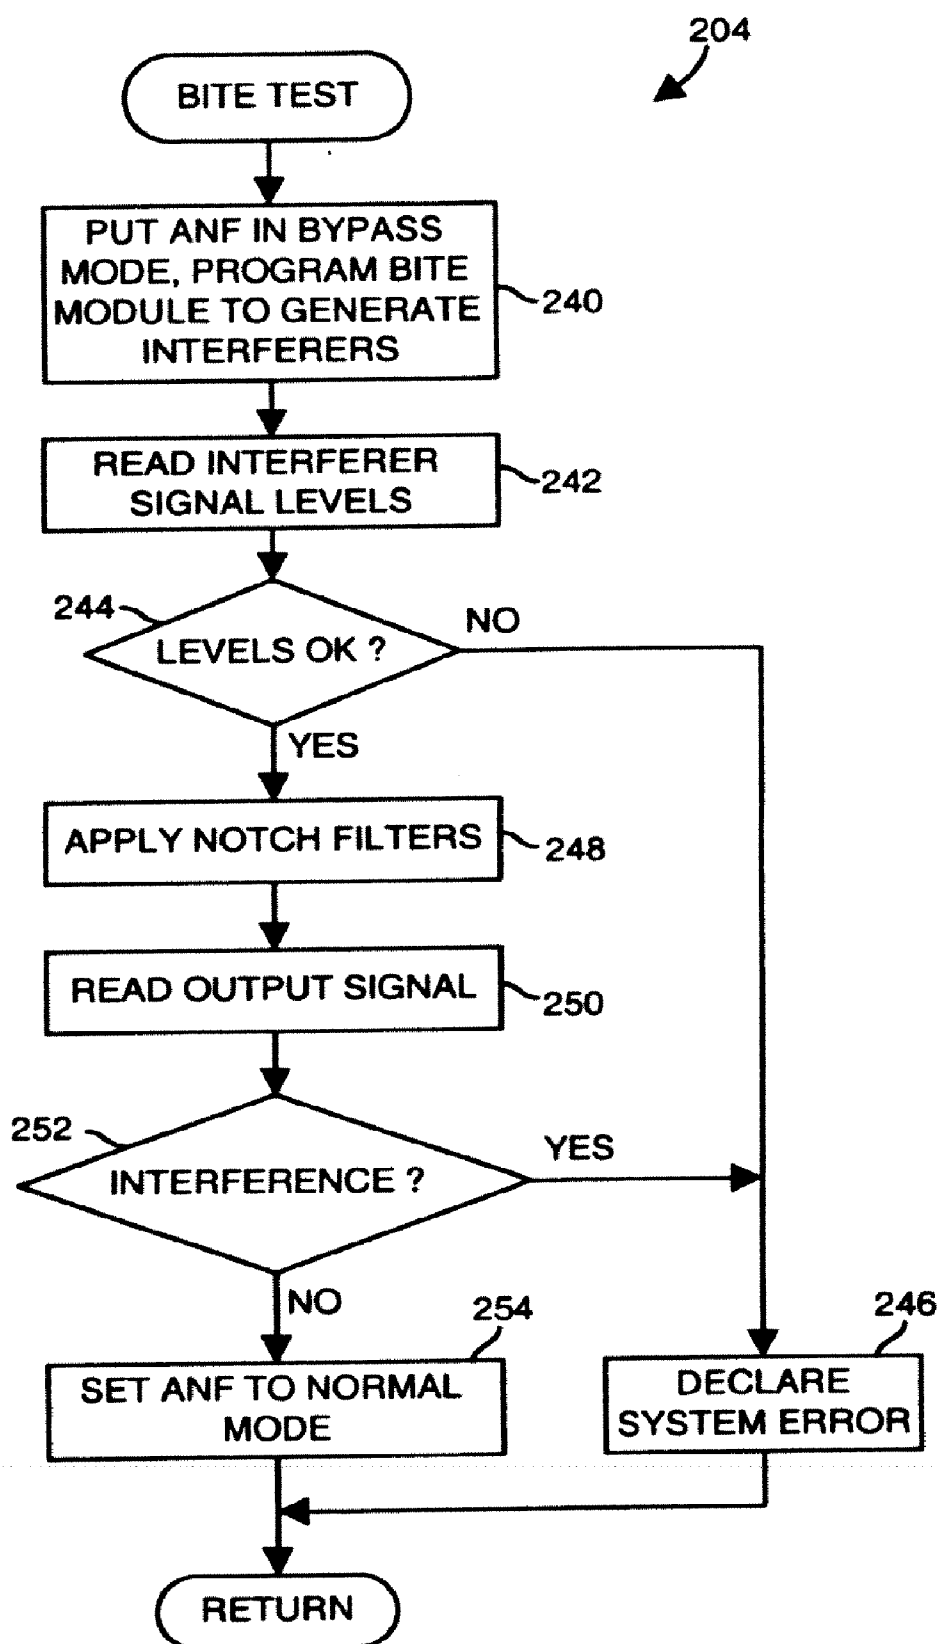 204
BITE TEST
PUT ANF IN BYPASS
MODE, PROGRAM BITE
MODULE TO GENERATE
INTERFERERS
240
READ INTERFERER
SIGNAL LEVELS
242
244
LEVELS OK ?
NO
YES
APPLY NOTCH FILTERS
248
READ OUTPUT SIGNAL
250
252
INTERFERENCE ?
YES
NO
254
SET ANF TO NORMAL
MODE
246
DECLARE
SYSTEM ERROR
RETURN